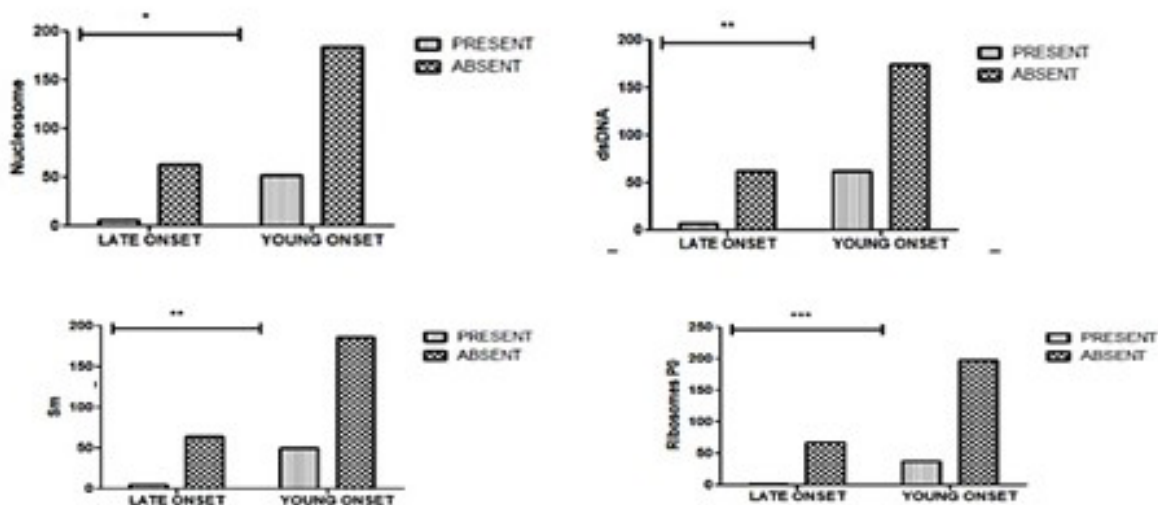 *
200
150
100
50
0
Nucleosome
LATE ONSET YOUNG ONSET
PRESENT
ABSENT
**
200
150
100
50
0
dsDNA
LATE ONSET YOUNG ONSET
PRESENT
ABSENT
**
200
150
100
50
0
Sm
LATE ONSET YOUNG ONSET
PRESENT
ABSENT
***
250
200
150
100
50
0
Ribosomes P0
LATE ONSET YOUNG ONSET
PRESENT
ABSENT